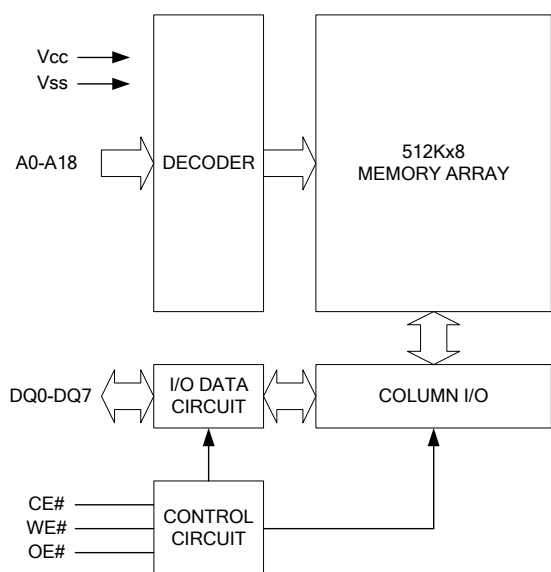 Vcc
Vss
A0-A18
DECODER
512Kx8
MEMORY ARRAY
DQ0-DQ7
I/O DATA
CIRCUIT
COLUMN I/O
CE#
WE#
OE#
CONTROL
CIRCUIT